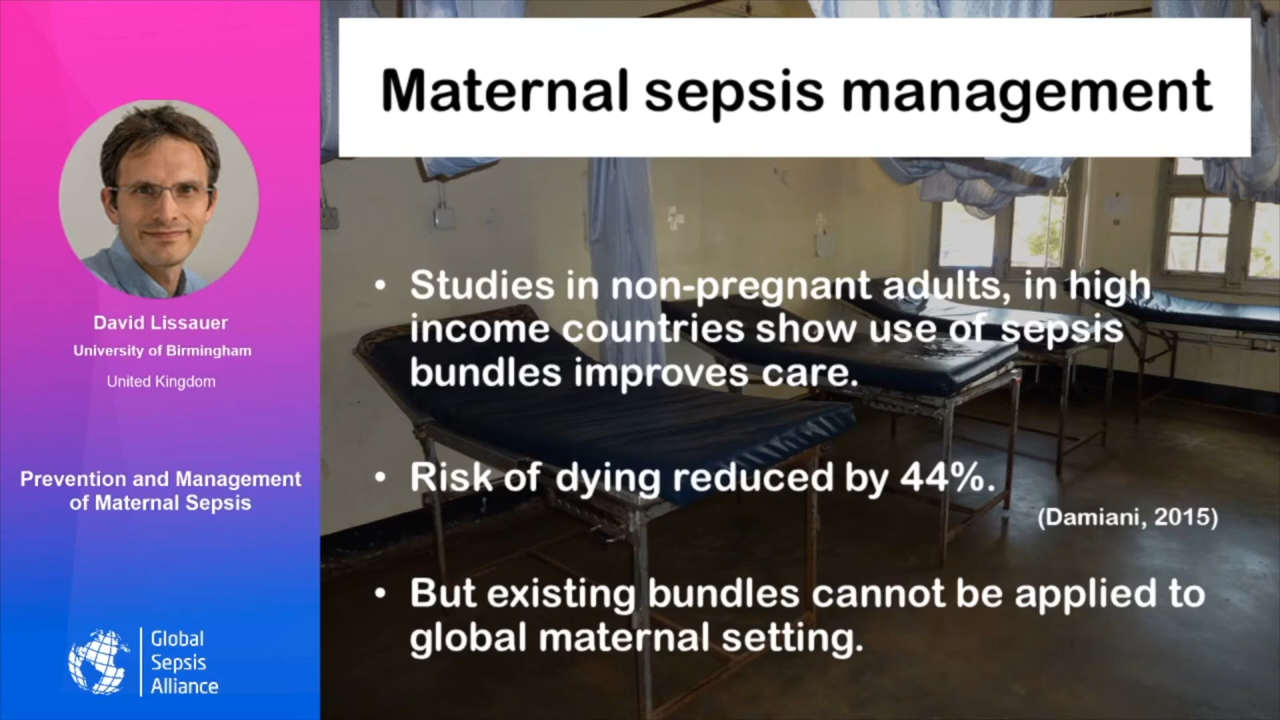 Maternal sepsis management
David Lissauer
University of Birmingham
United Kingdom
Prevention and Management
of Maternal Sepsis
Global
Sepsis
Alliance
• Studies in non-pregnant adults, in high
income countries show use of sepsis
bundles improves care.
• Risk of dying reduced by 44%.
(Damiani, 2015)
• But existing bundles cannot be applied to
global maternal setting.